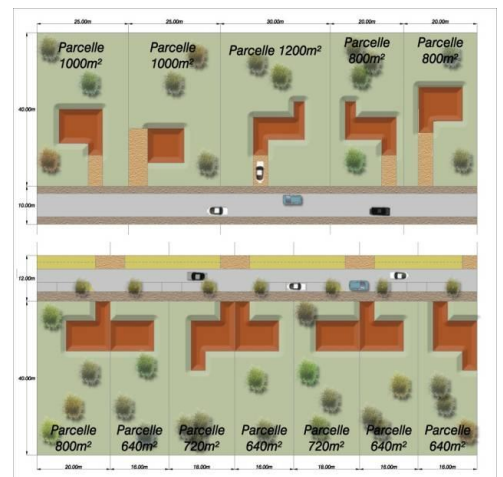 25.00m 25.00m 30.00m 20.00m 20.00m
Parcelle 1000m²
Parcelle 1000m²
Parcelle 1200m²
Parcelle 800m²
Parcelle 800m²
40.00m
10.00m
12.00m
40.00m
Parcelle 800m²
Parcelle 640m²
Parcelle 720m²
Parcelle 640m²
Parcelle 720m²
Parcelle 640m²
Parcelle 640m²
20.00m 16.00m 18.00m 16.00m 18.00m 16.00m 16.00m